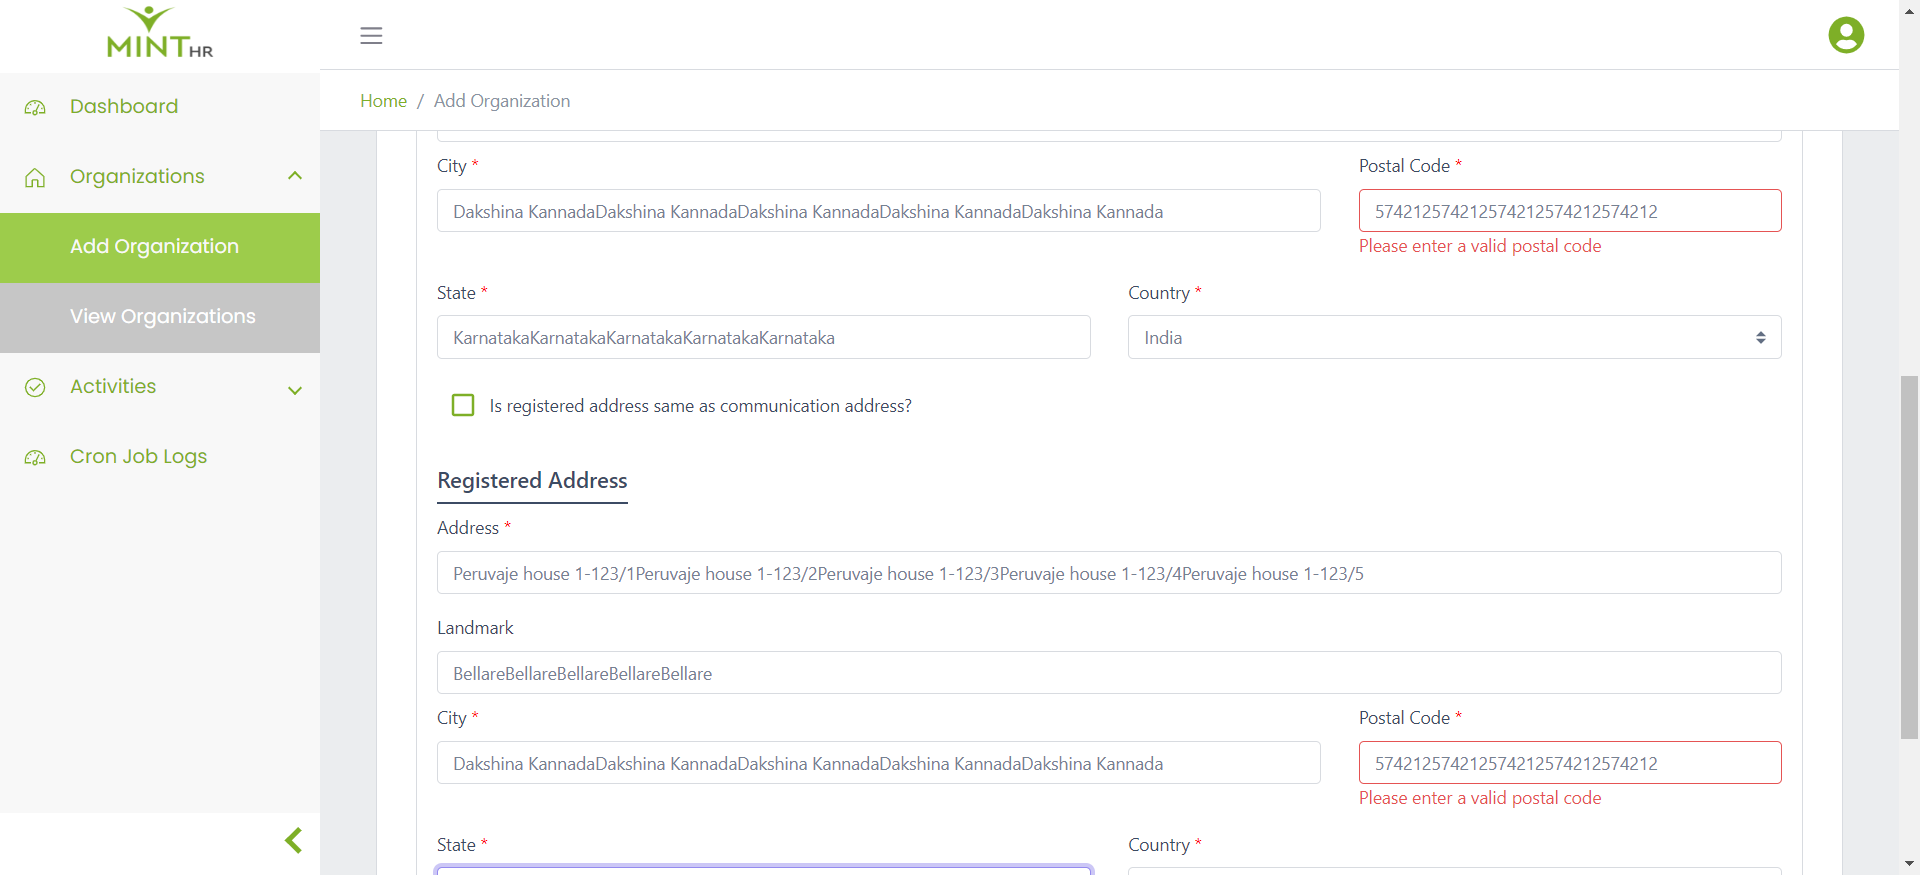 MINT HR
Home / Add Organization
Dashboard
Organizations
Add Organization
View Organizations
Activities
Cron Job Logs
City *
Postal Code *
Dakshina KannadaDakshina KannadaDakshina KannadaDakshina KannadaDakshina Kannada
574212574212574212574212574212
Please enter a valid postal code
State *
Country *
KarnatakaKarnatakaKarnatakaKarnatakaKarnataka
India
Is registered address same as communication address?
Registered Address
Address *
Peruvaje house 1-123/1Peruvaje house 1-123/2Peruvaje house 1-123/3Peruvaje house 1-123/4Peruvaje house 1-123/5
Landmark
BellareBellareBellareBellareBellare
City *
Postal Code *
Dakshina KannadaDakshina KannadaDakshina KannadaDakshina KannadaDakshina Kannada
574212574212574212574212574212
Please enter a valid postal code
State *
Country *